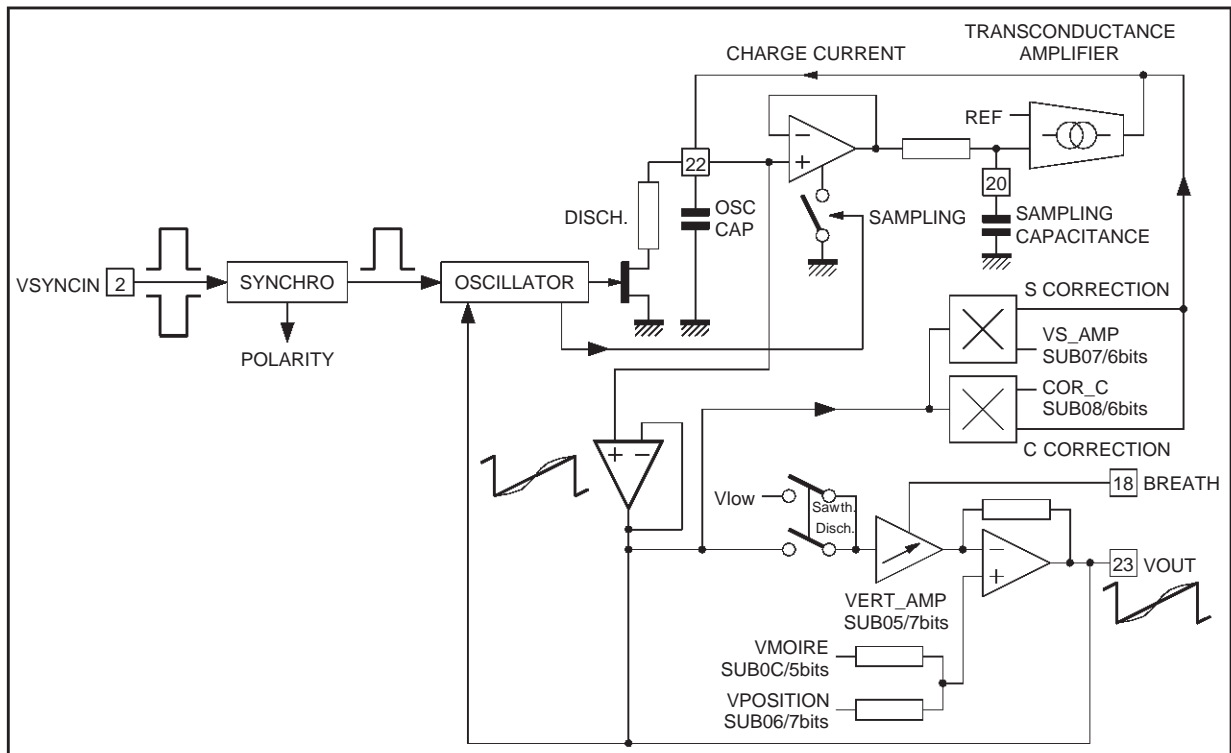 TRANSCONDUCTANCE
AMPLIFIER
CHARGE CURRENT
REF
22
20
DISCH.
OSC
CAP
SAMPLING
SAMPLING
CAPACITANCE
VSYNCIN
2
SYNCHRO
OSCILLATOR
POLARITY
S CORRECTION
VS_AMP
SUB07/6bits
COR_C
SUB08/6bits
C CORRECTION
+
−
−
+
18
BREATH
Vlow
Sawth.
Disch.
−
+
23
VOUT
VERT_AMP
SUB05/7bits
VMOIRE
SUB0C/5bits
VPOSITION
SUB06/7bits